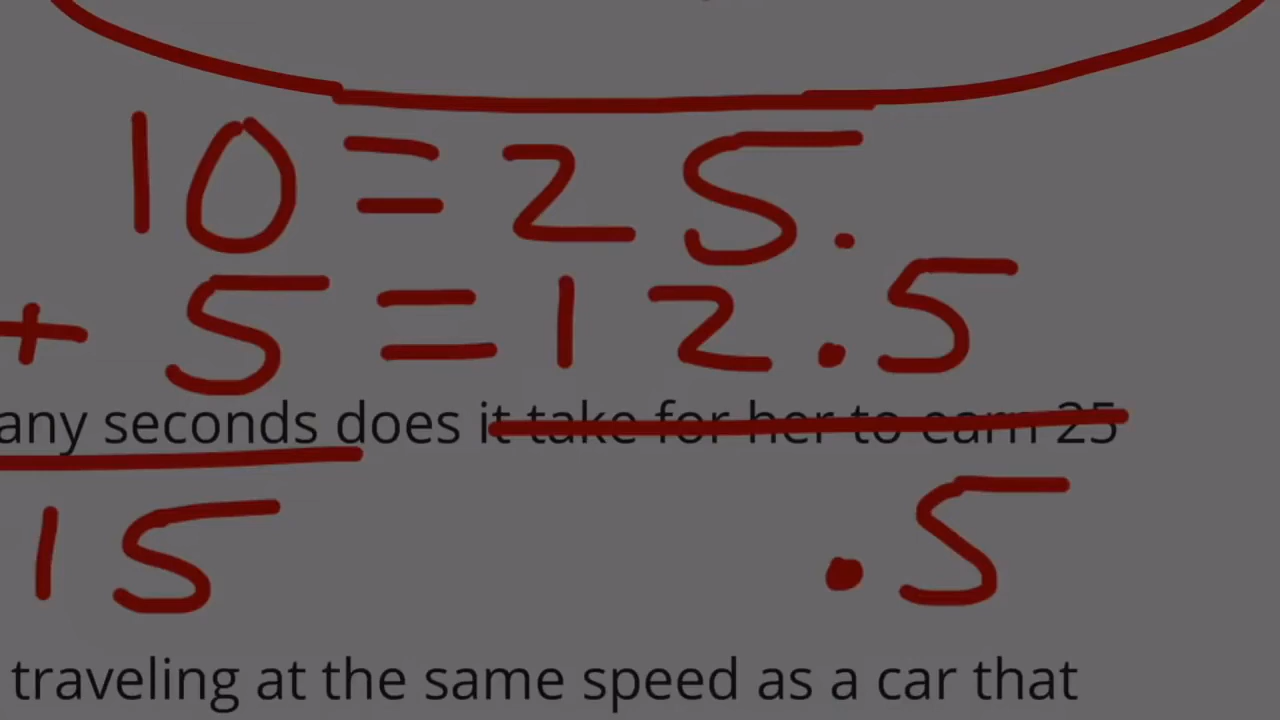 10 = 25.
+ 5 = 12.5
any seconds does it take for her to earn 25
15 .5
traveling at the same speed as a car that